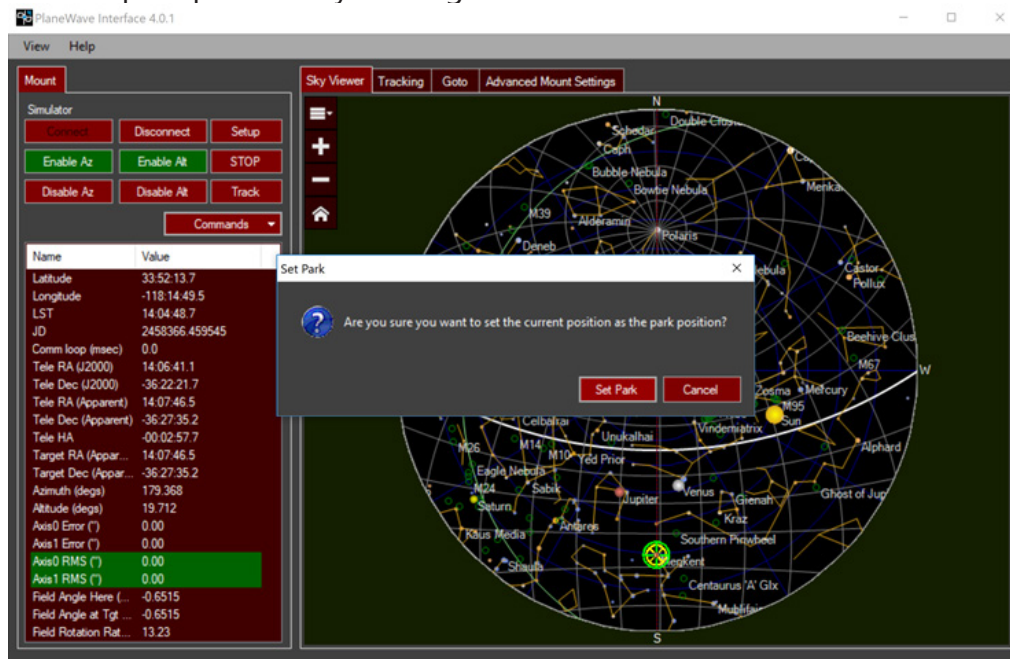 PlaneWave Interface 4.0.1
View Help
Mount
Simulator
Connect Disconnect Setup
Enable Az Enable Alt STOP
Disable Az Disable Alt Track
Commands
Name Value
Latitude 33:52:13.7
Longitude -118:14:49.5
LST 14:04:48.7
JD 2458366.459545
Comm loop (msec) 0.0
Tele RA (J2000) 14:06:41.1
Tele Dec (J2000) -36:22:21.7
Tele RA (Apparent) 14:07:46.5
Tele Dec (Apparent) -36:27:35.2
Tele HA -00:02:57.7
Target RA (Appar... 14:07:46.5
Target Dec (Appar... -36:27:35.2
Azimuth (degs) 179.368
Altitude (degs) 19.712
Axis0 Error (") 0.00
Axis1 Error (") 0.00
Axis0 RMS (") 0.00
Axis1 RMS (") 0.00
Field Angle Here (... -0.6515
Field Angle at Tgt ... -0.6515
Field Rotation Rat... 13.23
Sky Viewer Tracking Goto Advanced Mount Settings
N
Double
Schedar
Caph
Bubble Nebula
Bowtie Nebula
Menka
M39
Alderamin
Polaris
Deneb
Set Park
Are you sure you want to set the current position as the park position?
Set Park Cancel
Castor
Pollux
Beehive Clus
M67
W
Zosma Mercury
M95
Sun
Celbalrai
Unukalhai
Vindemiatrix
M26 M14 M10 Yed Prior
Alphard
Eagle Nebula
M24 Sabik
Saturn
Jupiter
Venus
Gienah
Ghost of Jup
Kraz
Kaus Media
Antares
Southern Pinwheel
Shaula
Centaurus 'A' Glx
S